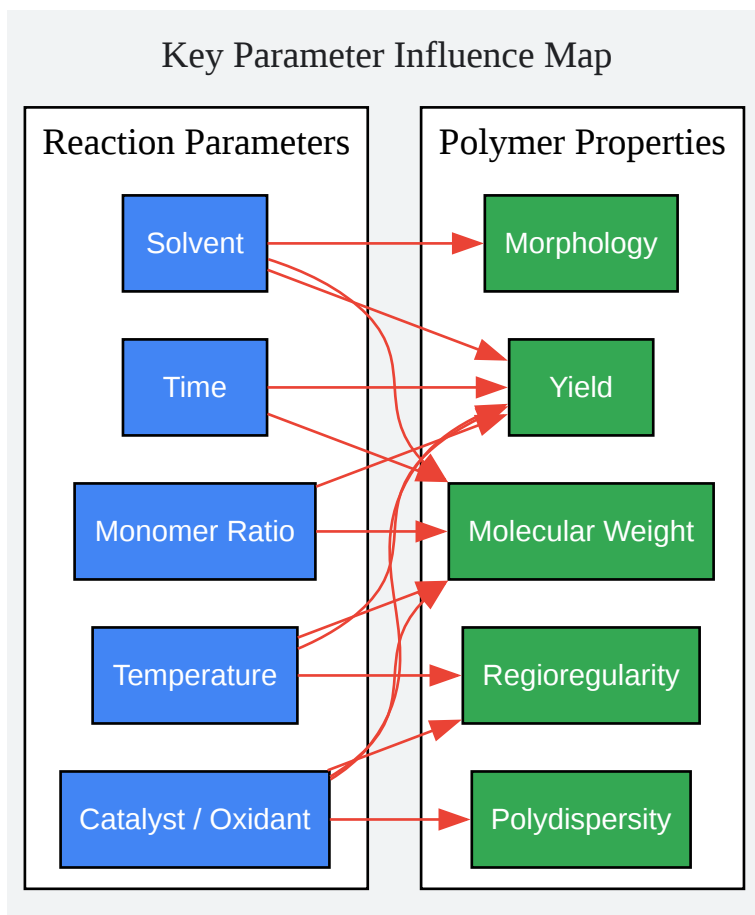 Key Parameter Influence Map
Reaction Parameters
Solvent
Time
Monomer Ratio
Temperature
Catalyst / Oxidant
Polymer Properties
Morphology
Yield
Molecular Weight
Regioregularity
Polydispersity